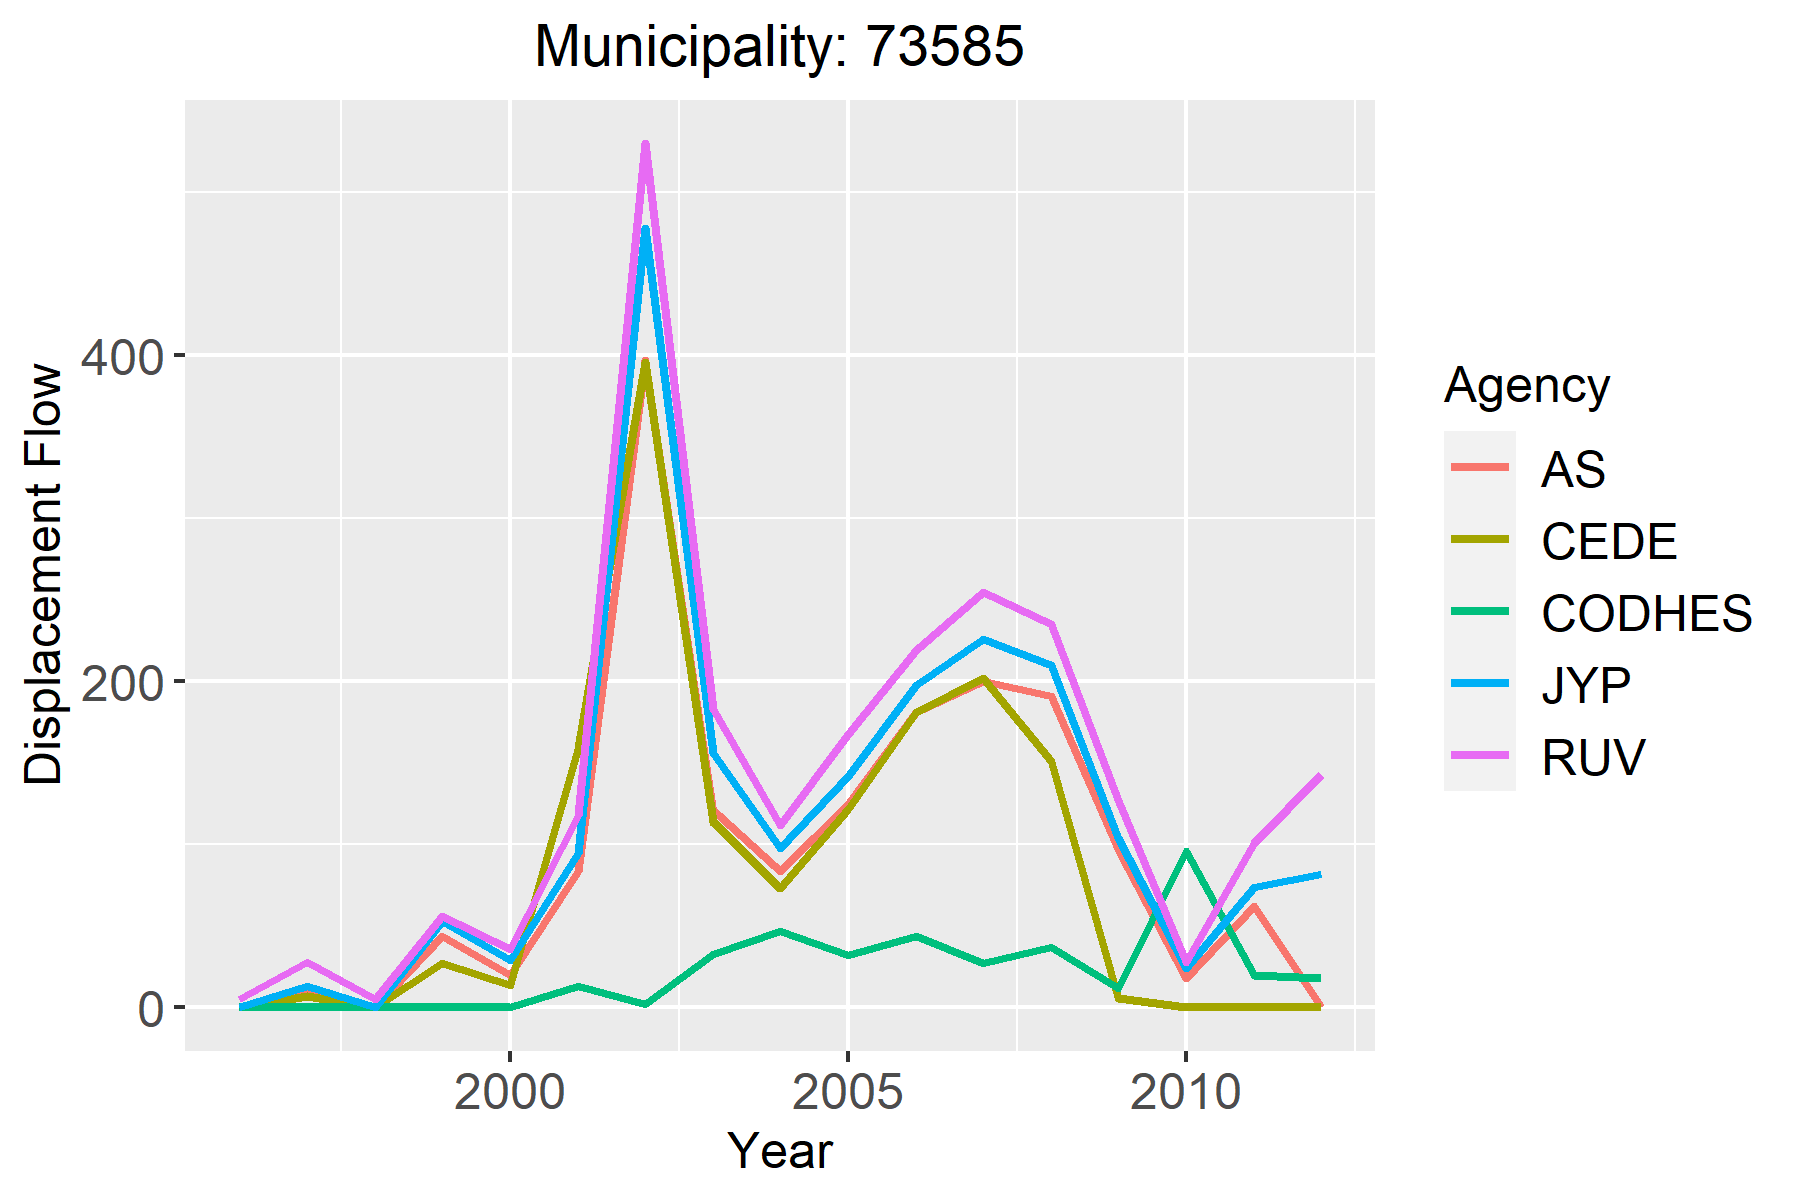 Municipality: 73585
Displacement Flow
400
200
0
2000 2005 2010
Year
Agency
AS
CEDE
CODHES
JYP
RUV